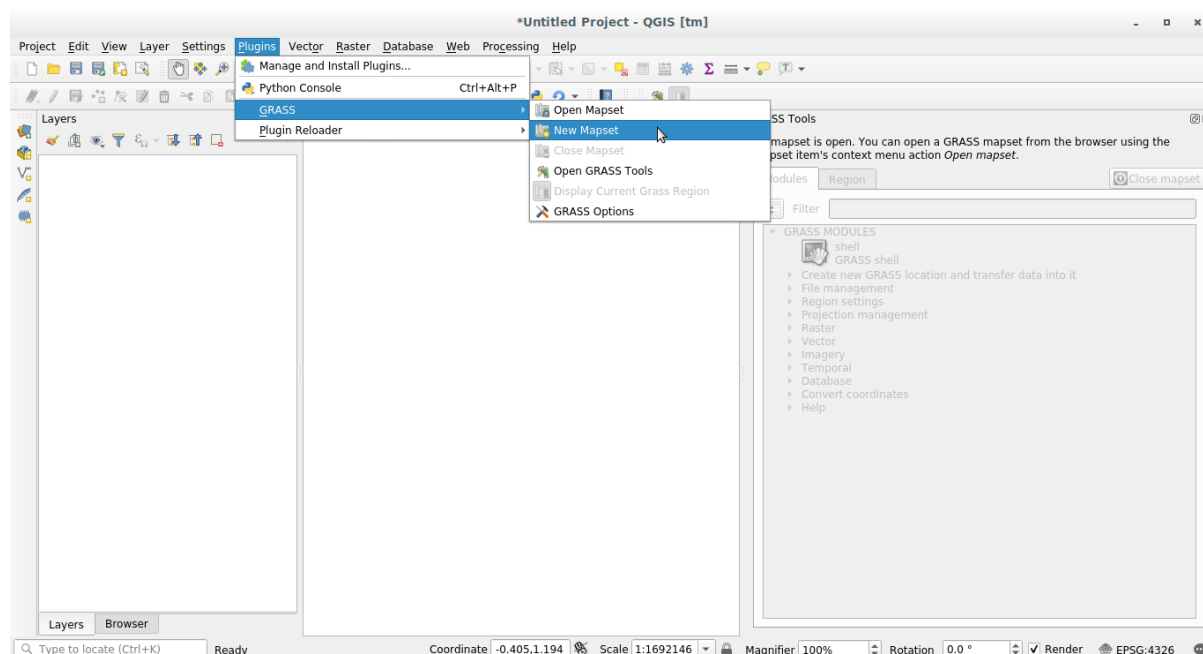 *Untitled Project - QGIS [tm]
Project Edit View Layer Settings Plugins Vector Raster Database Web Processing Help
Manage and Install Plugins...
Python Console Ctrl+Alt+P
GRASS
Plugin Reloader
Open Mapset
New Mapset
Close Mapset
Open GRASS Tools
Display Current Grass Region
GRASS Options
Layers
SS Tools
mapset is open. You can open a GRASS mapset from the browser using the
pset item's context menu action Open mapset.
odules Region Close mapset
Filter
GRASS MODULES
shell
GRASS shell
Create new GRASS location and transfer data into it
File management
Region settings
Projection management
Raster
Vector
Imagery
Temporal
Database
Convert coordinates
Help
Layers Browser
Type to locate (Ctrl+K) Ready Coordinate -0.405,1.194 Scale 1:1692146 Magnifier 100% Rotation 0.0 ° Render EPSG:4326